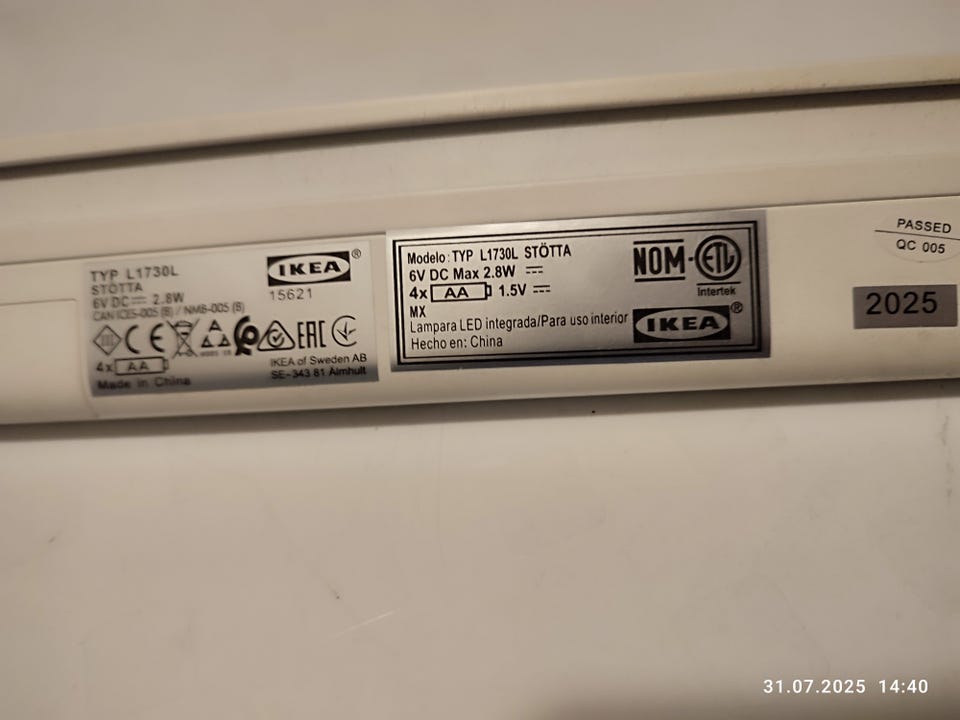 TYP L1730L
STÖTTA
6V DC 2.8W
CAN ICES-005 (B) / NMB-005 (B)
IKEA®
15621
CE
EAC
4x AA
Made in China
IKEA of Sweden AB
SE-343 81 Älmhult
Modelo: TYP L1730L STÖTTA
6V DC Max 2.8W
4x AA 1.5V
MX
Lampara LED integrada/Para uso interior
Hecho en: China
NOM-ETL
Intertek
IKEA®
PASSED
QC 005
2025
31.07.2025 14:40